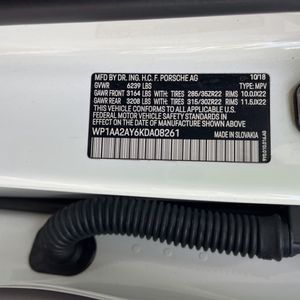 MFD BY DR. ING. H.C. F. PORSCHE AG 10/18
GVWR 6239 LBS TYPE: MPV
GAWR FRONT 3164 LBS WITH: TIRES 285/35ZR22 RIMS 10.0JX22
GAWR REAR 3208 LBS WITH: TIRES 315/30ZR22 RIMS 11.5JX22
THIS VEHICLE CONFORMS TO ALL APPLICABLE
U.S. FEDERAL MOTOR VEHICLE SAFETY
STANDARDS IN EFFECT ON THE DATE OF
MANUFACTURE SHOWN ABOVE.
WP1AA2AY6KDA08261 MADE IN SLOVAKIA